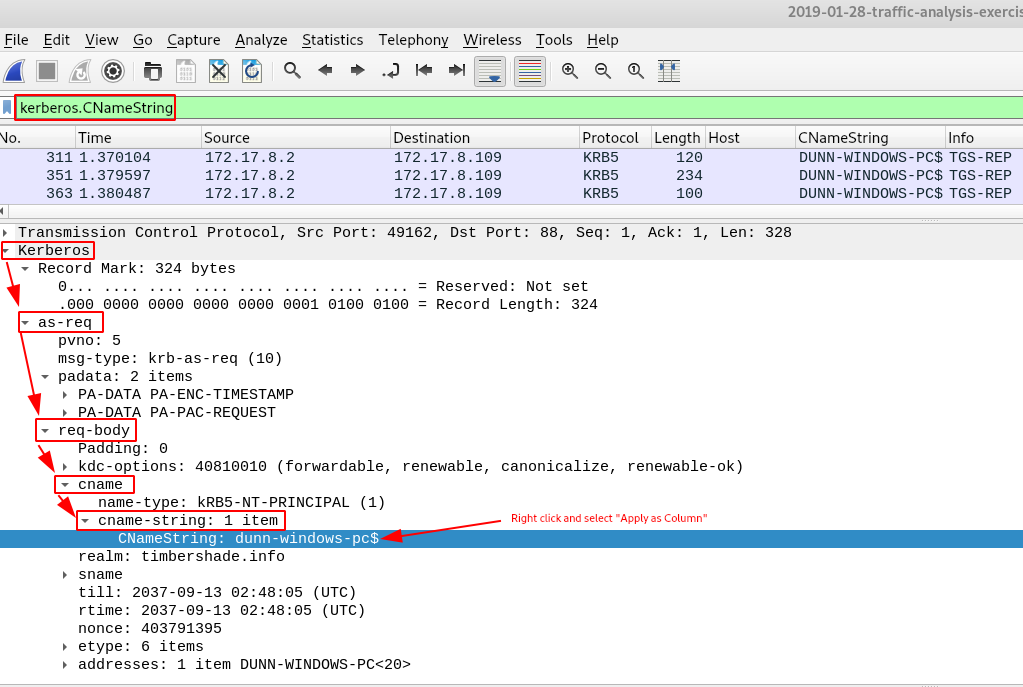 2019-01-28-traffic-analysis-exercis
File Edit View Go Capture Analyze Statistics Telephony Wireless Tools Help
kerberos.CNameString
No. Time Source Destination Protocol Length Host CNameString Info
311 1.370104 172.17.8.2 172.17.8.109 KRB5 120 DUNN-WINDOWS-PC$ TGS-REP
351 1.379597 172.17.8.2 172.17.8.109 KRB5 234 DUNN-WINDOWS-PC$ TGS-REP
363 1.380487 172.17.8.2 172.17.8.109 KRB5 100 DUNN-WINDOWS-PC$ TGS-REP
Transmission Control Protocol, Src Port: 49162, Dst Port: 88, Seq: 1, Ack: 1, Len: 328
Kerberos
Record Mark: 324 bytes
0... .... .... .... .... .... .... .... = Reserved: Not set
.000 0000 0000 0000 0000 0001 0100 0100 = Record Length: 324
as-req
pvno: 5
msg-type: krb-as-req (10)
padata: 2 items
PA-DATA PA-ENC-TIMESTAMP
PA-DATA PA-PAC-REQUEST
req-body
Padding: 0
kdc-options: 40810010 (forwardable, renewable, canonicalize, renewable-ok)
cname
name-type: kRB5-NT-PRINCIPAL (1)
cname-string: 1 item
Right click and select "Apply as Column"
CNameString: dunn-windows-pc$
realm: timbershade.info
sname
till: 2037-09-13 02:48:05 (UTC)
rtime: 2037-09-13 02:48:05 (UTC)
nonce: 403791395
etype: 6 items
addresses: 1 item DUNN-WINDOWS-PC<20>